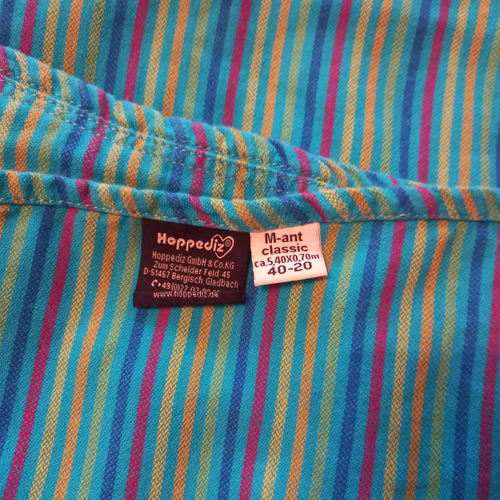 Hoppediz®
Hoppediz GmbH & Co.KG
Zum Scheider Feld 45
D-51467 Bergisch Gladbach
www.hoppediz.de
M-ant
classic
ca.5,40X0,70m
40-20